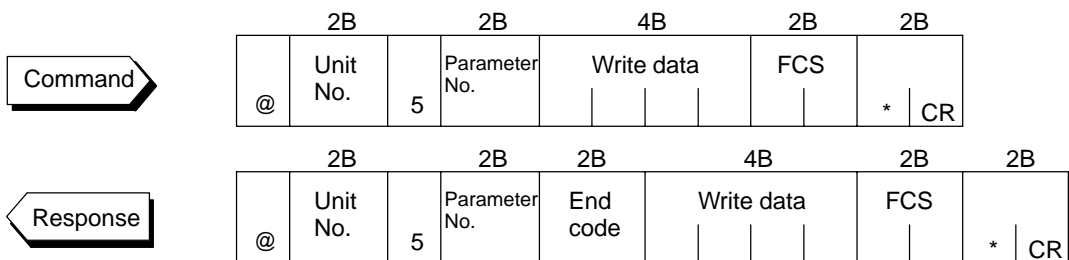 2B 2B 4B 2B 2B
Command
@ Unit No. 5 Parameter No. Write data FCS * CR
2B 2B 2B 4B 2B 2B
Response
@ Unit No. 5 Parameter No. End code Write data FCS * CR